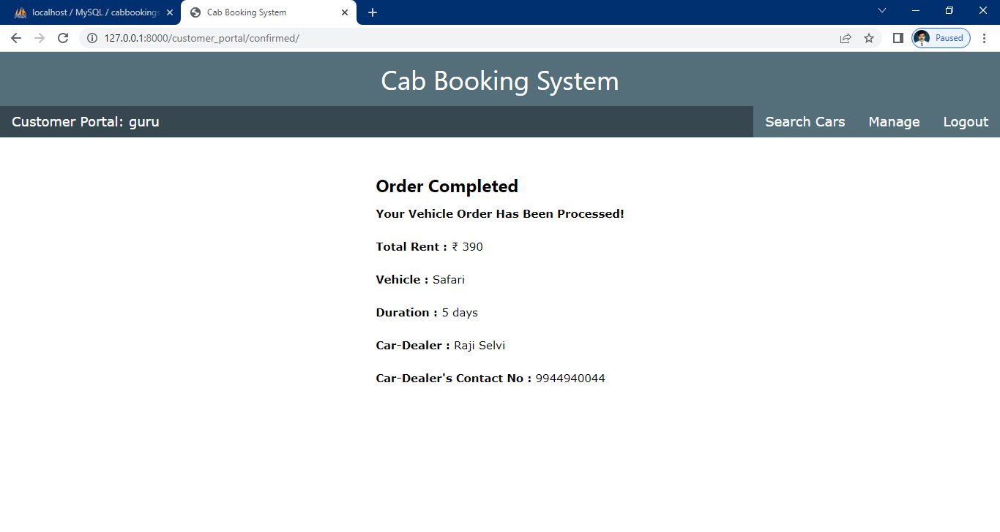 localhost / MySQL / cabbookings
Cab Booking System
127.0.0.1:8000/customer_portal/confirmed/
Paused
Cab Booking System
Customer Portal: guru
Search Cars
Manage
Logout
Order Completed
Your Vehicle Order Has Been Processed!
Total Rent : ₹ 390
Vehicle : Safari
Duration : 5 days
Car-Dealer : Raji Selvi
Car-Dealer's Contact No : 9944940044